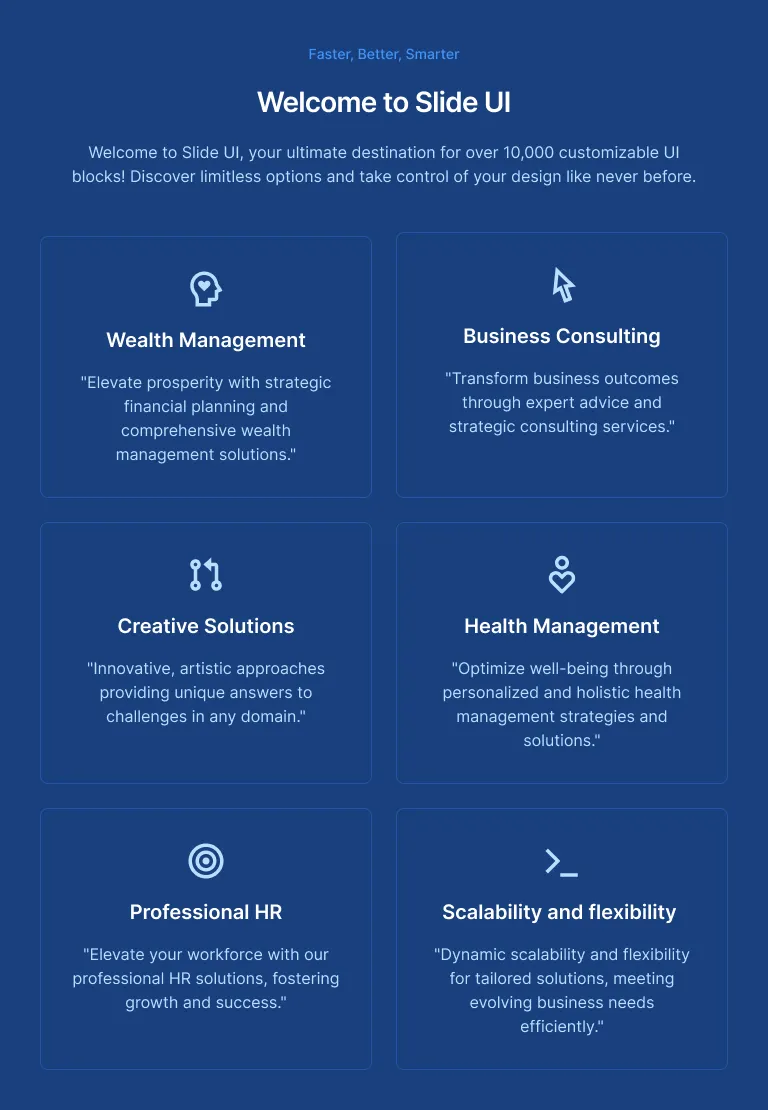 Faster, Better, Smarter
Welcome to Slide UI
Welcome to Slide UI, your ultimate destination for over 10,000 customizable UI
blocks! Discover limitless options and take control of your design like never before.
Wealth Management
"Elevate prosperity with strategic
financial planning and
comprehensive wealth
management solutions."
Business Consulting
"Transform business outcomes
through expert advice and
strategic consulting services."
Creative Solutions
"Innovative, artistic approaches
providing unique answers to
challenges in any domain."
Health Management
"Optimize well-being through
personalized and holistic health
management strategies and
solutions."
Professional HR
"Elevate your workforce with our
professional HR solutions, fostering
growth and success."
Scalability and flexibility
"Dynamic scalability and flexibility
for tailored solutions, meeting
evolving business needs
efficiently."